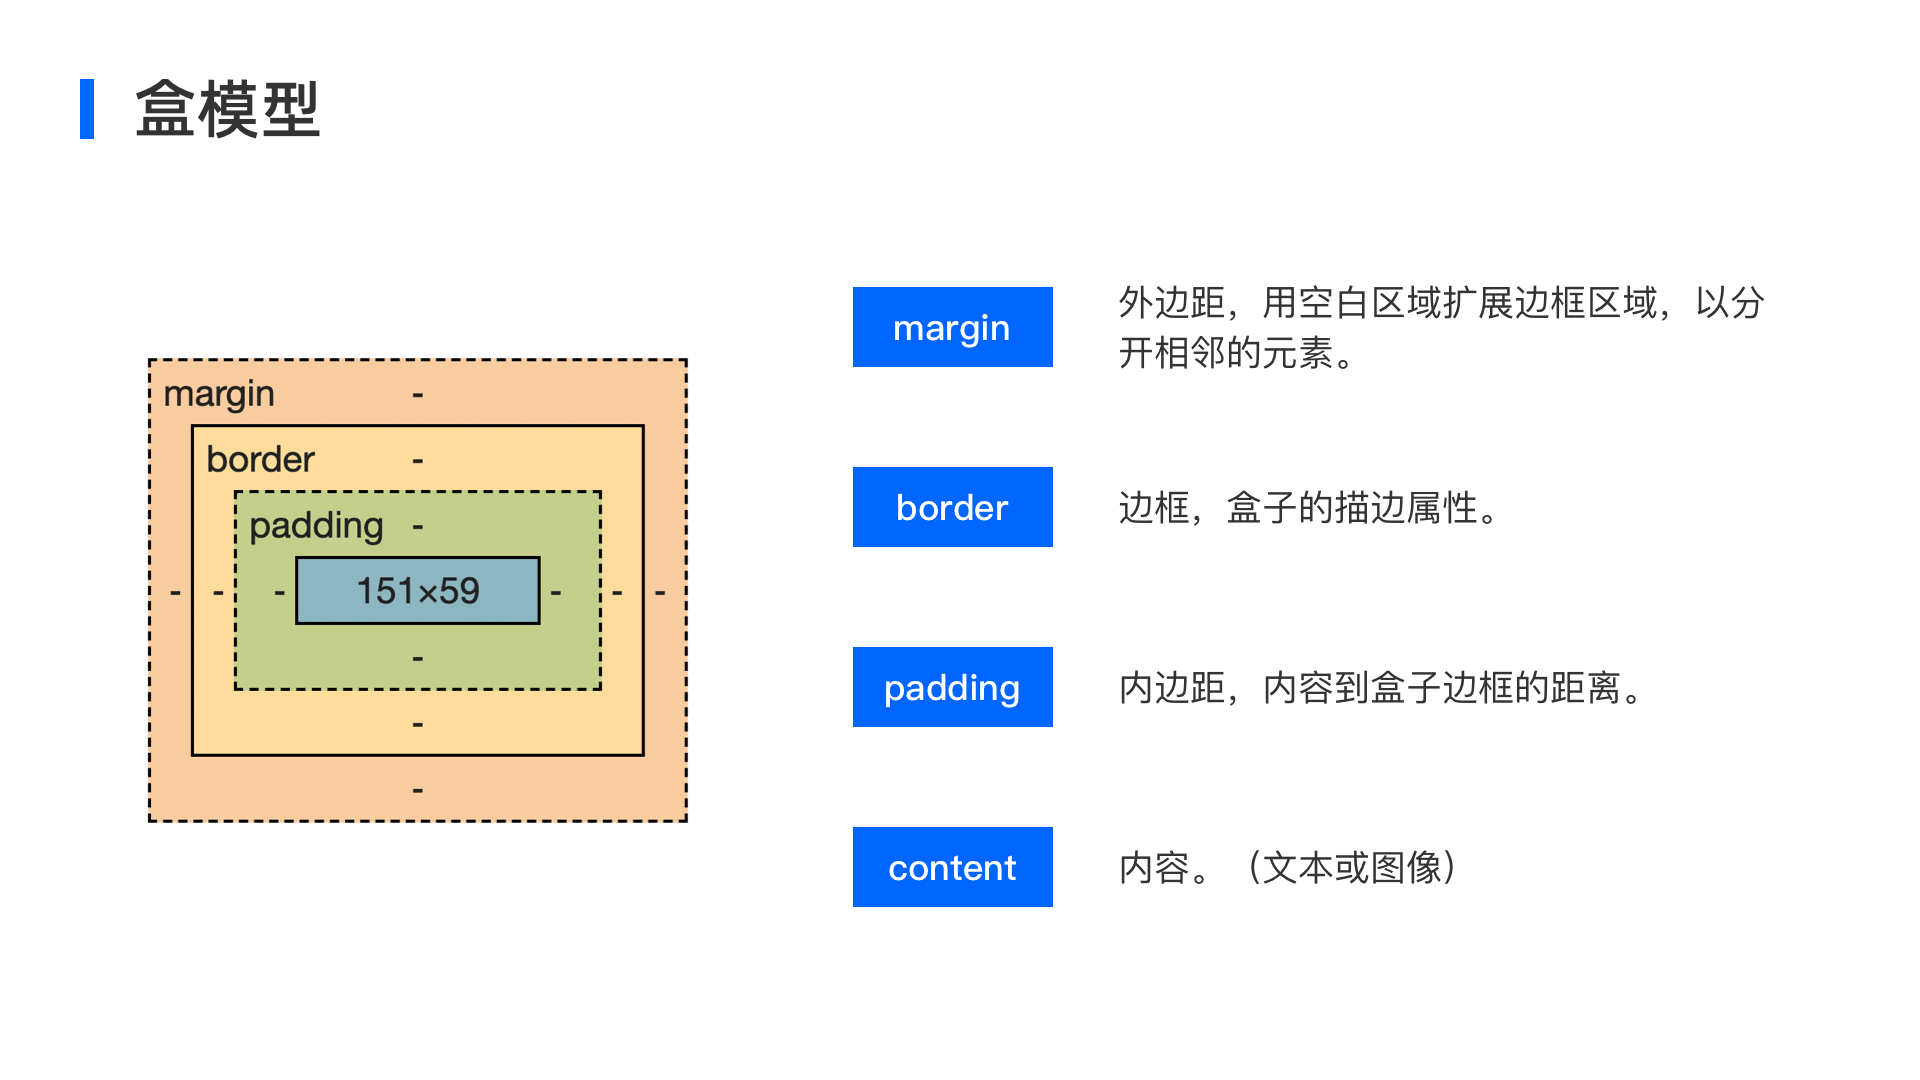 盒模型
margin -
border -
padding -
- - - 151×59 - - -
-
-
-
margin
外边距，用空白区域扩展边框区域，以分
开相邻的元素。
border
边框，盒子的描边属性。
padding
内边距，内容到盒子边框的距离。
content
内容。（文本或图像）